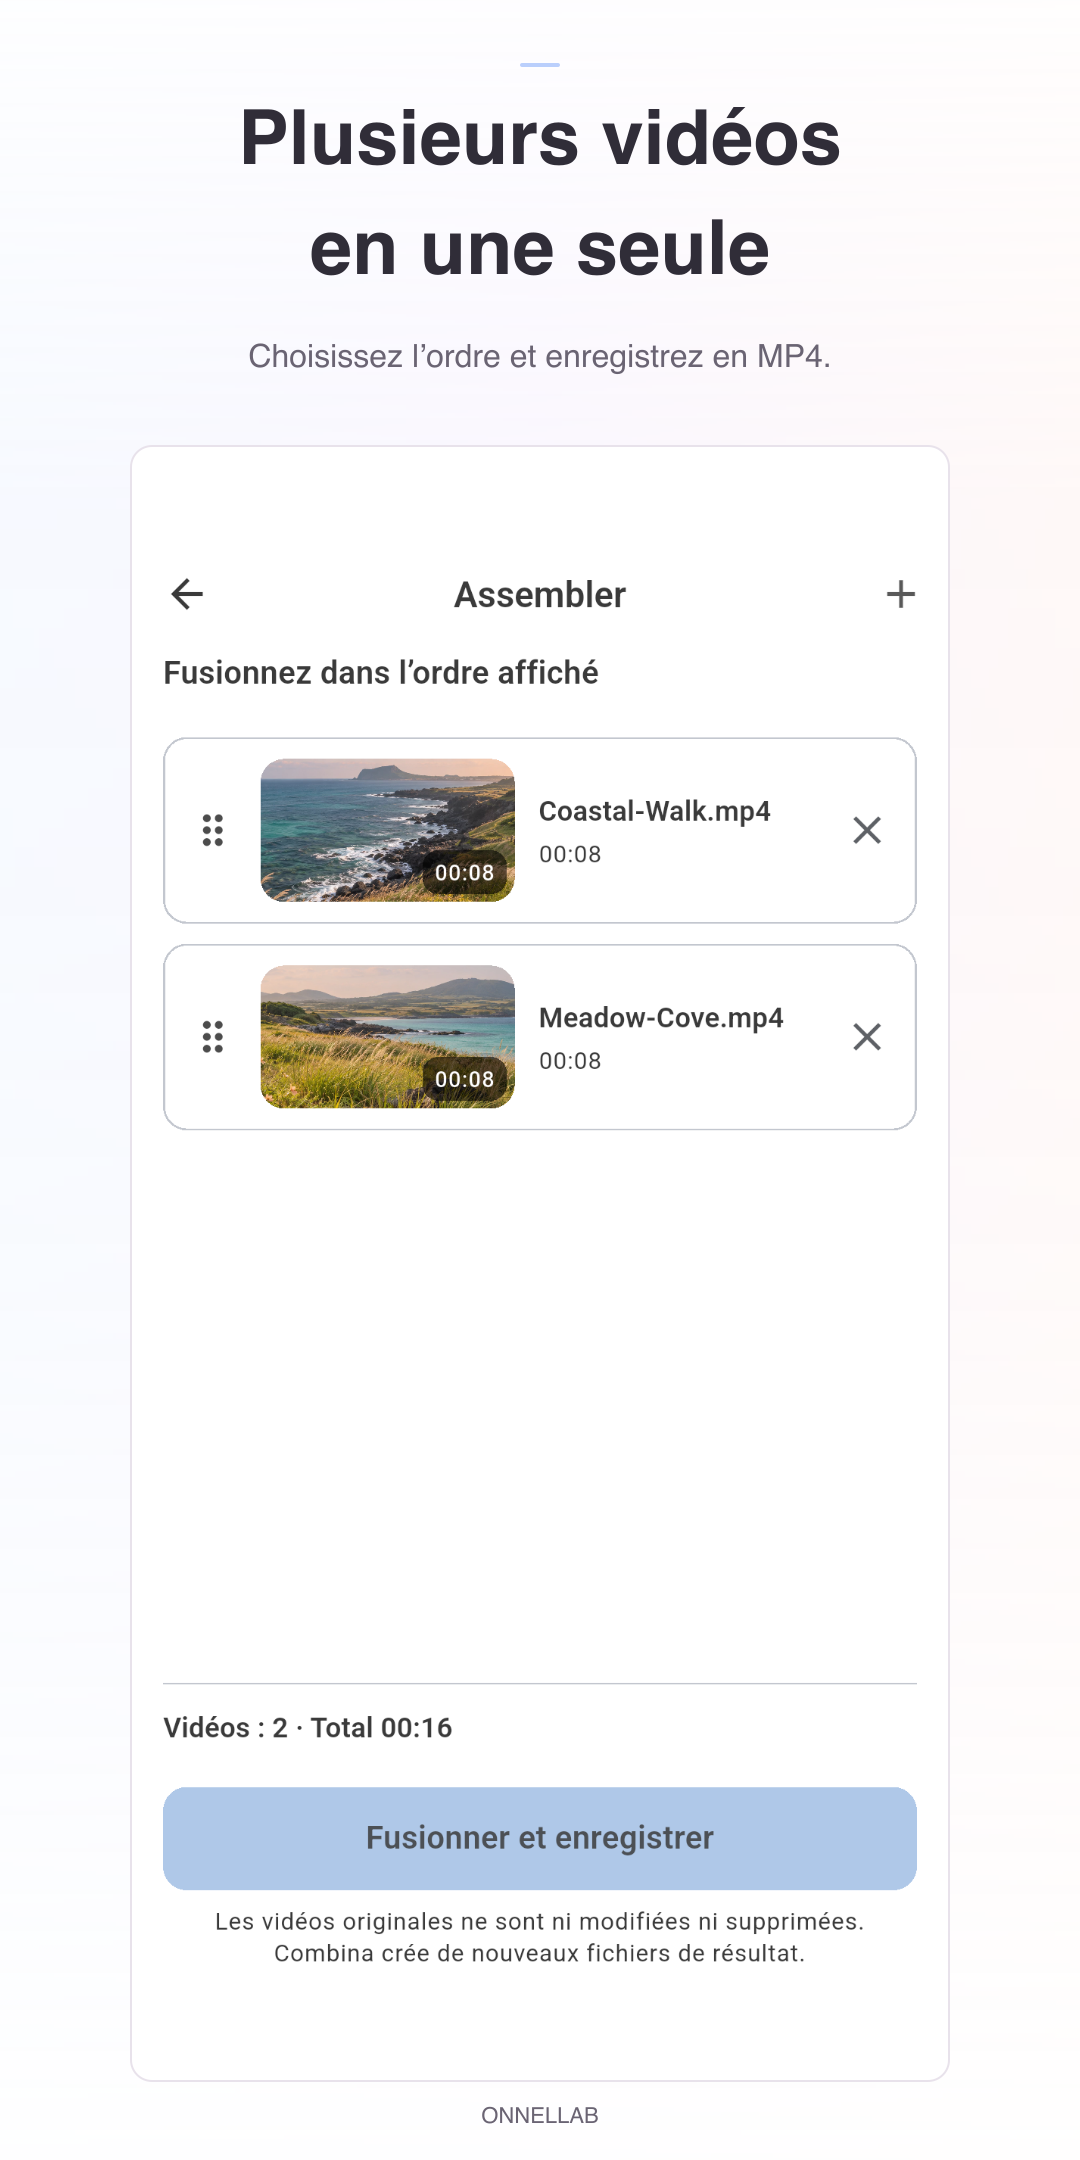 Plusieurs vidéos
en une seule
Choisissez l’ordre et enregistrez en MP4.
Assembler
Fusionnez dans l’ordre affiché
00:08
Coastal-Walk.mp4
00:08
00:08
Meadow-Cove.mp4
00:08
Vidéos : 2 · Total 00:16
Fusionner et enregistrer
Les vidéos originales ne sont ni modifiées ni supprimées.
Combina crée de nouveaux fichiers de résultat.
ONNELLAB